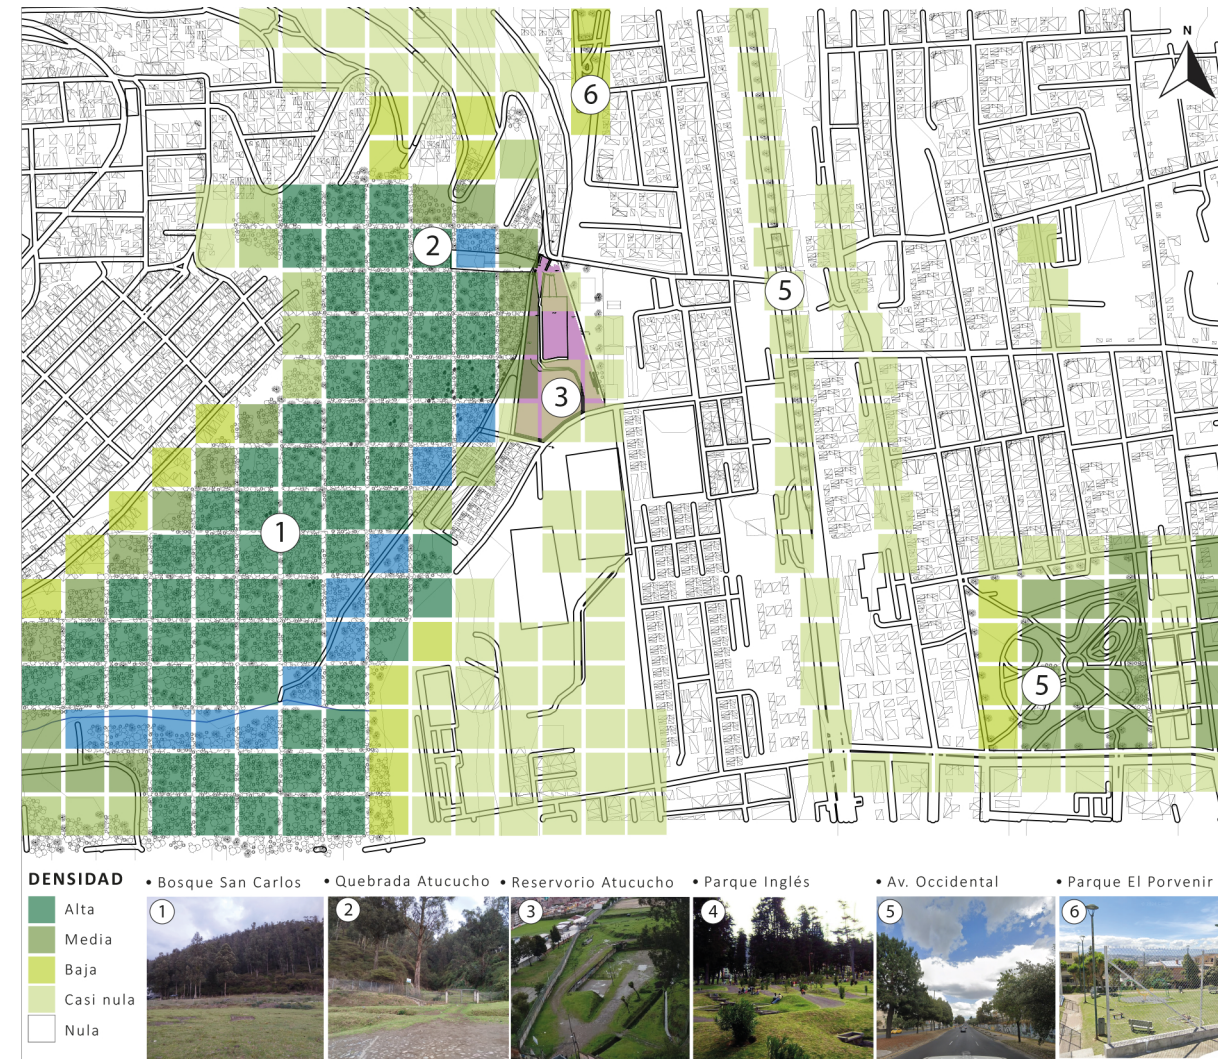 N
6
2
5
3
1
5
DENSIDAD
Alta
Media
Baja
Casi nula
Nula
• Bosque San Carlos
1
• Quebrada Atucucho
2
• Reservorio Atucucho
3
• Parque Inglés
4
• Av. Occidental
5
• Parque El Porvenir
6